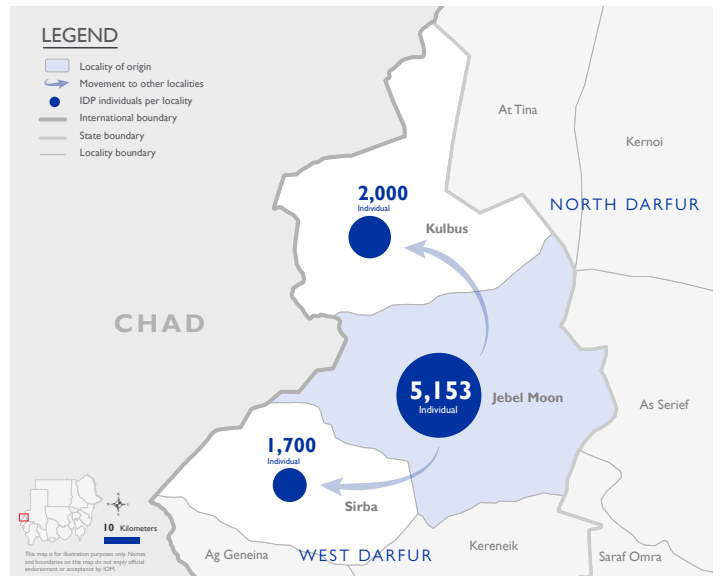 LEGEND
Locality of origin
Movement to other localities
IDP individuals per locality
International boundary
State boundary
Locality boundary
At Tina
Kernoi
2,000
Individual
NORTH DARFUR
Kulbus
CHAD
5,153
Individual
Jebel Moon
As Serief
1,700
Individual
Sirba
10 Kilometers
Ag Geneina
WEST DARFUR
Kereneik
Saraf Omra
This map is for illustration purposes only. Names
and boundaries on this map do not imply official
endorsement or acceptance by IOM.